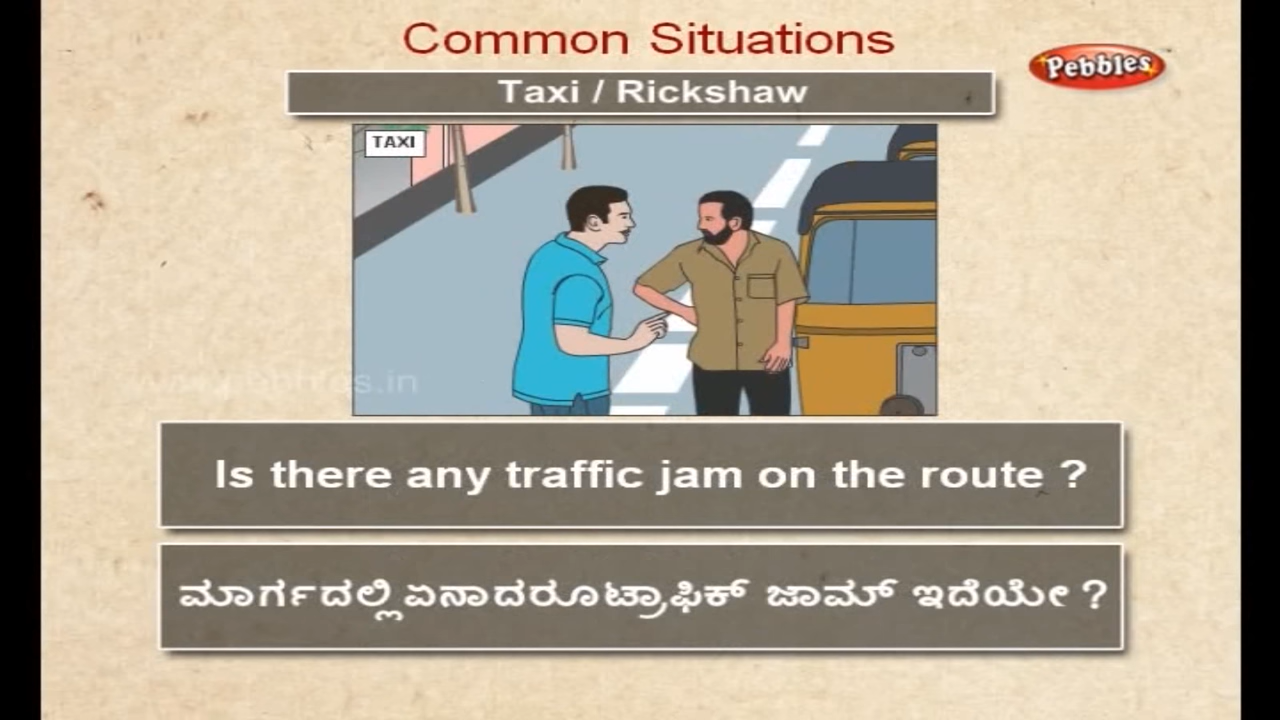 Common Situations
Pebbles
Taxi / Rickshaw
TAXI
Is there any traffic jam on the route ?
ಮಾರ್ಗದಲ್ಲಿ ಏನಾದರೂ ಟ್ರಾಫಿಕ್ ಜಾಮ್ ಇದೆಯೇ ?